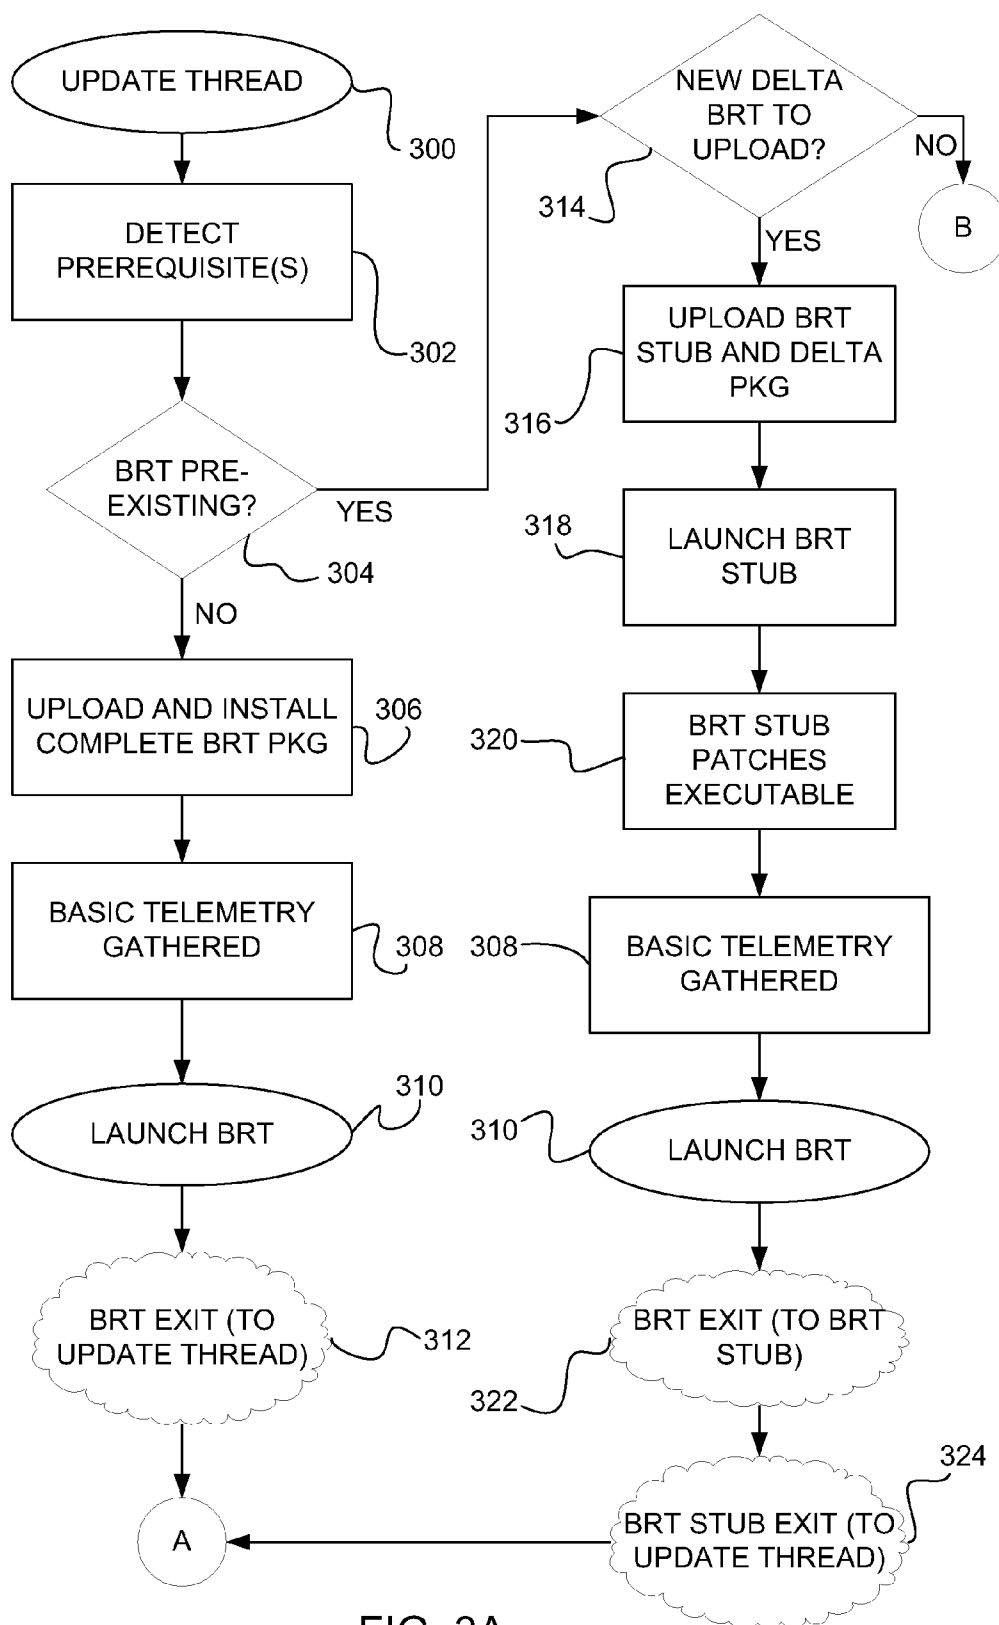 UPDATE THREAD
300
DETECT
PREREQUISITE(S)
302
BRT PRE-
EXISTING?
YES
304
NO
UPLOAD AND INSTALL
COMPLETE BRT PKG
306
BASIC TELEMETRY
GATHERED
308
LAUNCH BRT
310
BRT EXIT (TO
UPDATE THREAD)
312
A
NEW DELTA
BRT TO
UPLOAD?
NO
B
314
YES
UPLOAD BRT
STUB AND DELTA
PKG
316
318
LAUNCH BRT
STUB
320
BRT STUB
PATCHES
EXECUTABLE
308
BASIC TELEMETRY
GATHERED
310
LAUNCH BRT
BRT EXIT (TO BRT
STUB)
322
324
BRT STUB EXIT (TO
UPDATE THREAD)